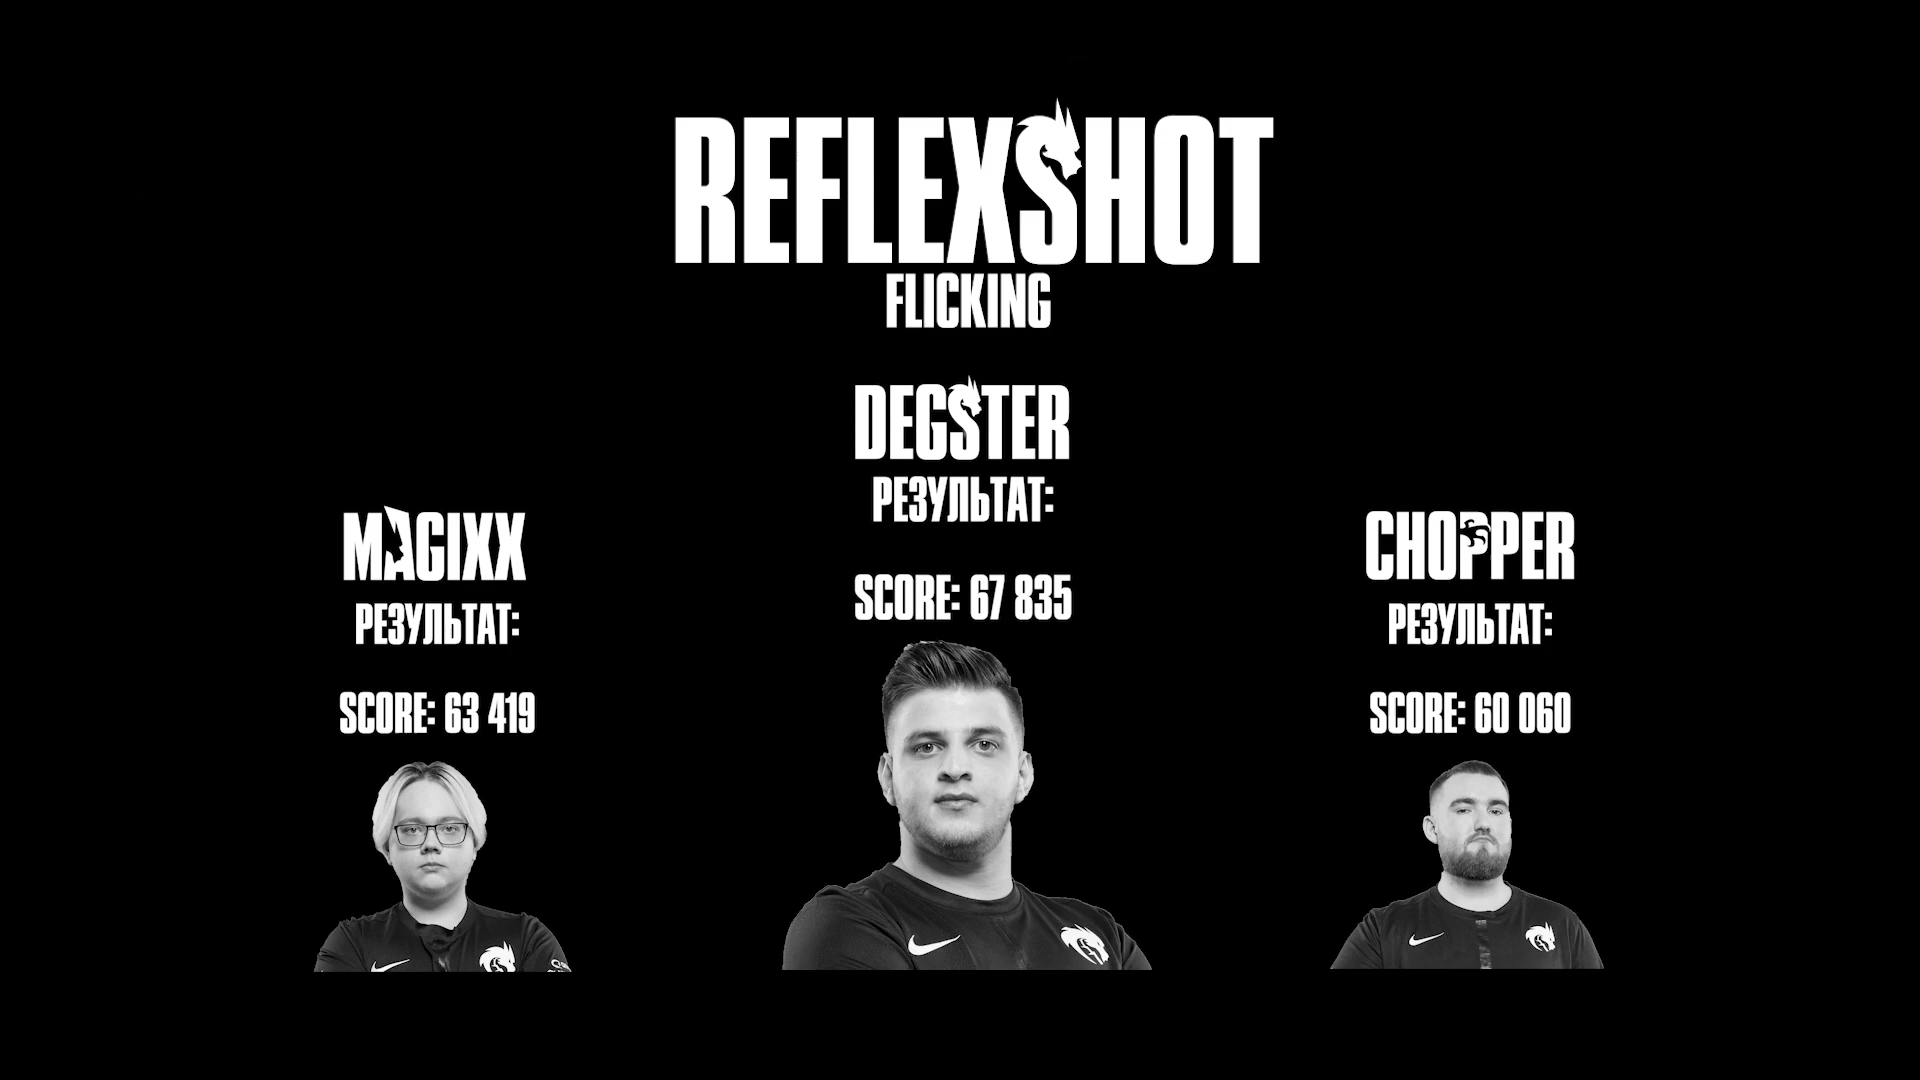 REFLEXSHOT
FLICKING
DEGSTER
РЕЗУЛЬТАТ:
SCORE: 67 835
MAGIXX
РЕЗУЛЬТАТ:
SCORE: 63 419
CHOPPER
РЕЗУЛЬТАТ:
SCORE: 60 060